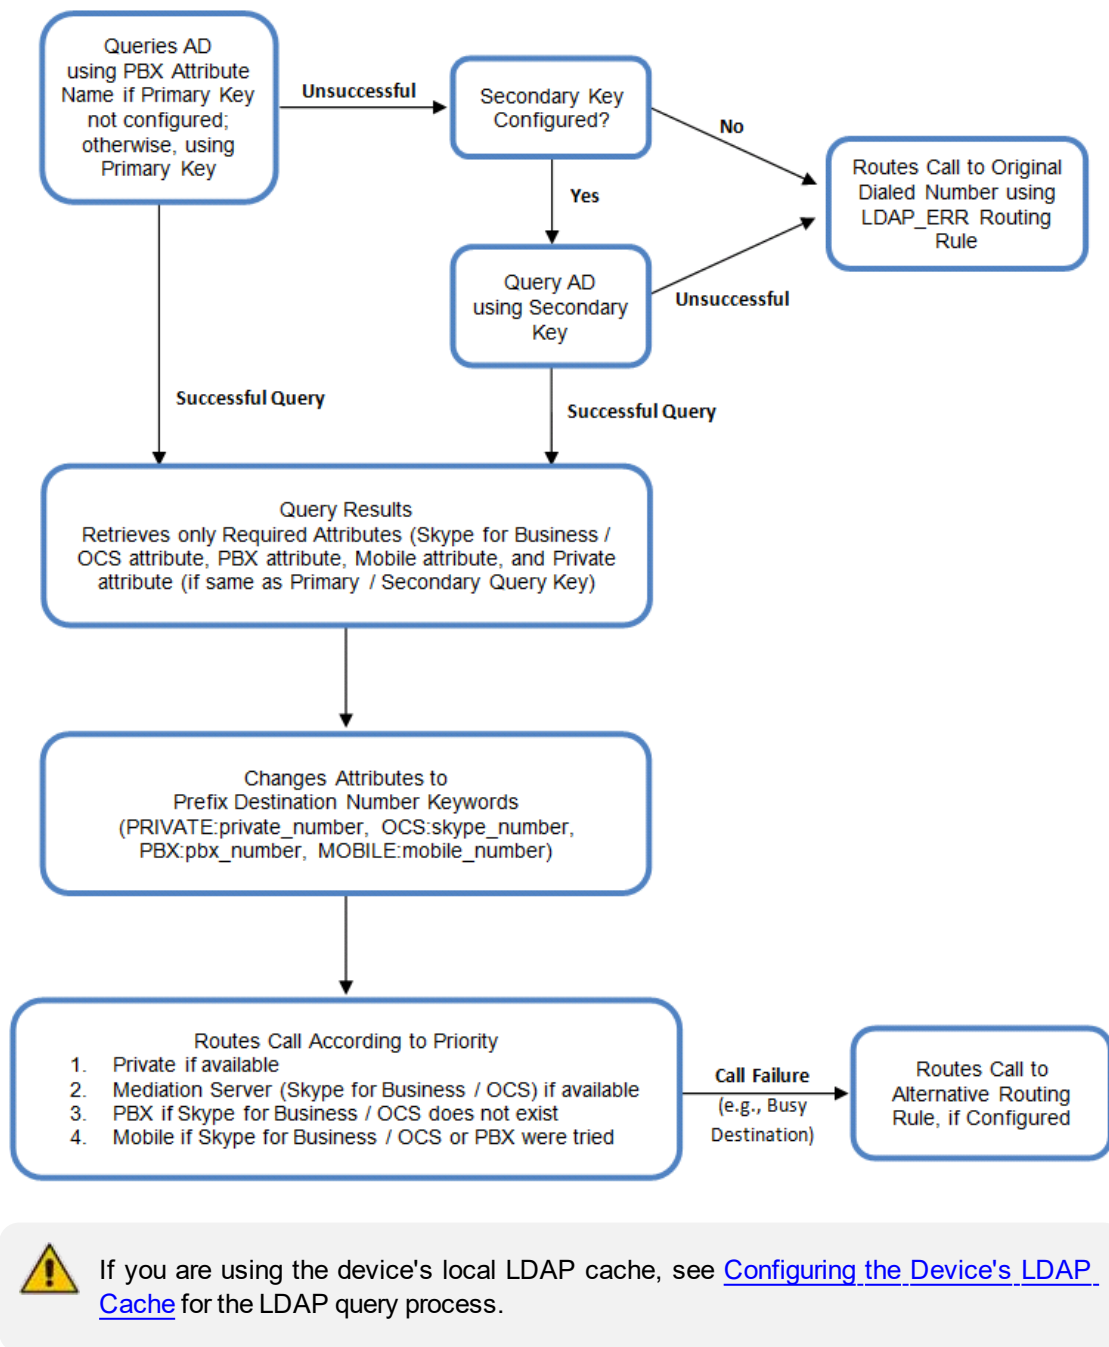 Queries AD
using PBX Attribute
Name if Primary Key
not configured;
otherwise, using
Primary Key
Unsuccessful
Secondary Key
Configured?
No
Routes Call to Original
Dialed Number using
LDAP_ERR Routing
Rule
Yes
Query AD
using Secondary
Key
Unsuccessful
Successful Query
Successful Query
Query Results
Retrieves only Required Attributes (Skype for Business /
OCS attribute, PBX attribute, Mobile attribute, and Private
attribute (if same as Primary / Secondary Query Key)
Changes Attributes to
Prefix Destination Number Keywords
(PRIVATE:private_number, OCS:skype_number,
PBX:pbx_number, MOBILE:mobile_number)
Routes Call According to Priority
1. Private if available
2. Mediation Server (Skype for Business / OCS) if available
3. PBX if Skype for Business / OCS does not exist
4. Mobile if Skype for Business / OCS or PBX were tried
Call Failure
(e.g., Busy
Destination)
Routes Call to
Alternative Routing
Rule, if Configured
If you are using the device's local LDAP cache, see Configuring the Device's LDAP
Cache for the LDAP query process.